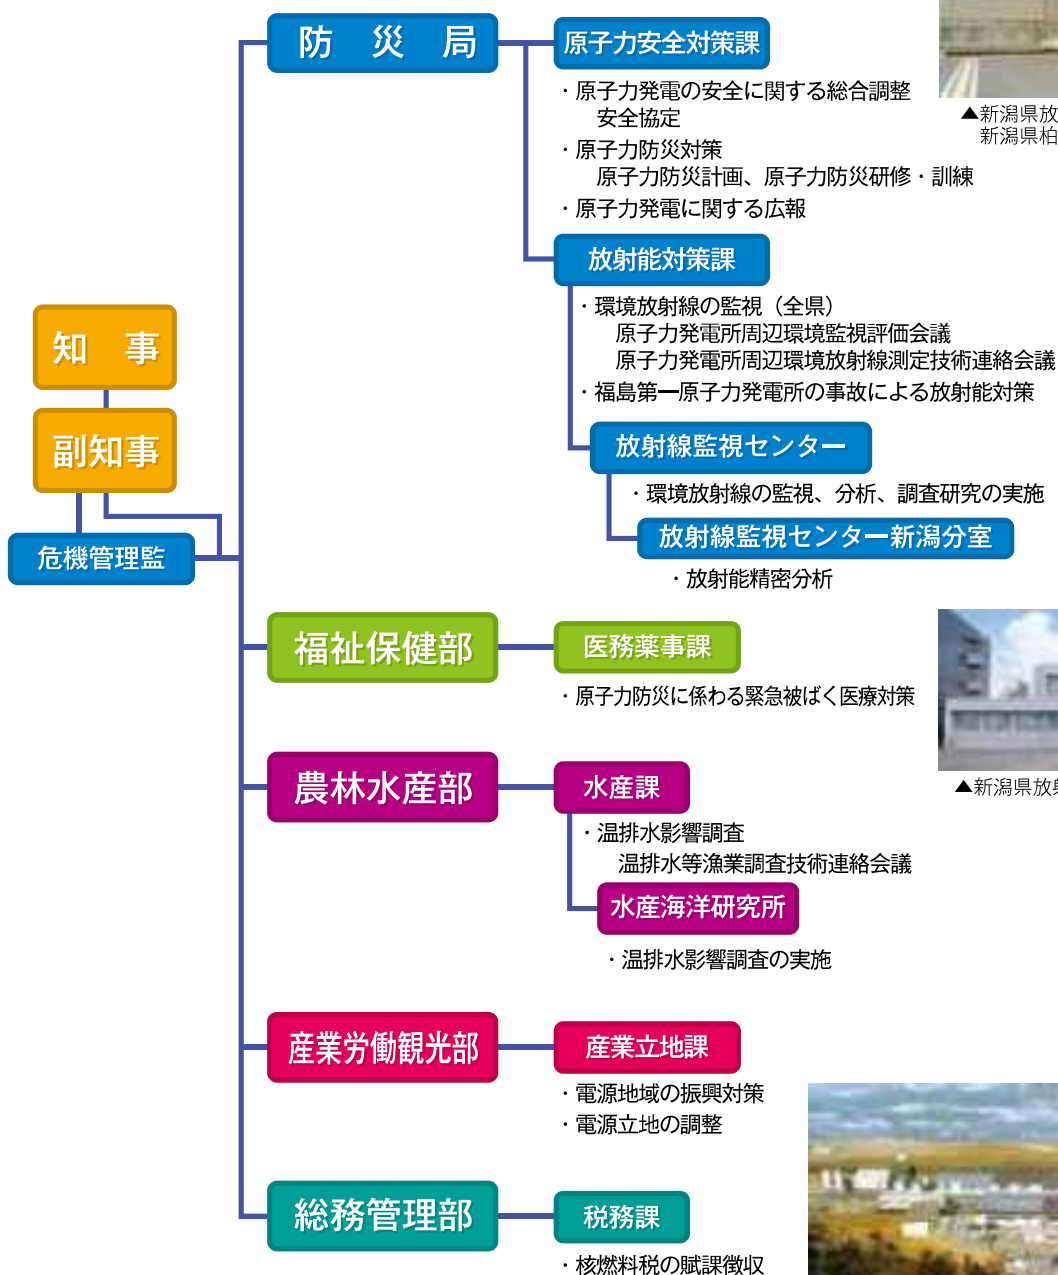 防　災　局
原子力安全対策課
・原子力発電の安全に関する総合調整
安全協定
・原子力防災対策
原子力防災計画、原子力防災研修・訓練
・原子力発電に関する広報
▲新潟県放
新潟県柏
放射能対策課
・環境放射線の監視（全県）
原子力発電所周辺環境監視評価会議
原子力発電所周辺環境放射線測定技術連絡会議
・福島第一原子力発電所の事故による放射能対策
知　事
副知事
危機管理監
放射線監視センター
・環境放射線の監視、分析、調査研究の実施
放射線監視センター新潟分室
・放射能精密分析
福祉保健部
医務薬事課
・原子力防災に係わる緊急被ばく医療対策
▲新潟県放射
農林水産部
水産課
・温排水影響調査
温排水等漁業調査技術連絡会議
水産海洋研究所
・温排水影響調査の実施
産業労働観光部
産業立地課
・電源地域の振興対策
・電源立地の調整
総務管理部
税務課
・核燃料税の賦課徴収